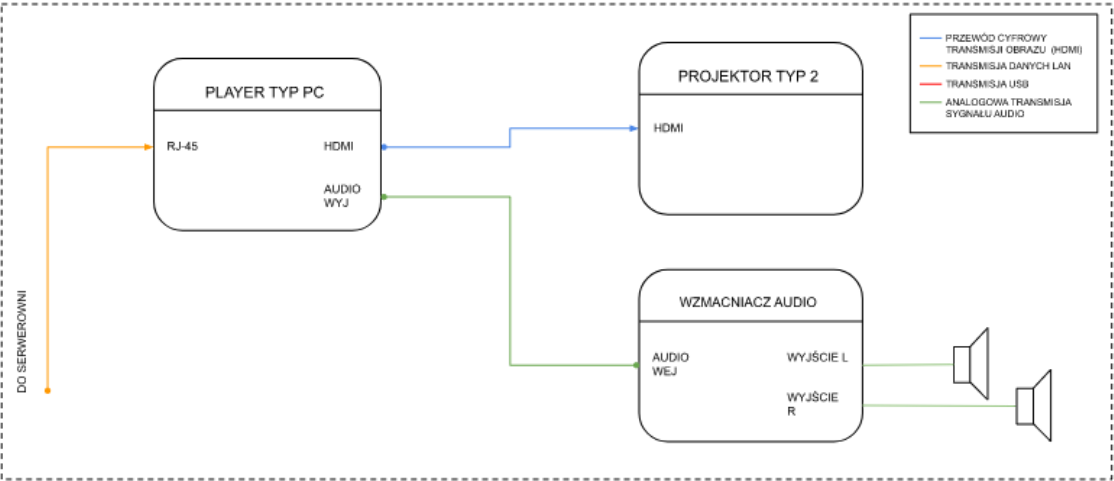 PLAYER TYP PC
RJ-45
HDMI
AUDIO
WYJ
PROJEKTOR TYP 2
HDMI
PRZEWÓD CYFROWY
TRANSMISJI OBRAZU (HDMI)
TRANSMISJA DANYCH LAN
TRANSMISJA USB
ANALOGOWA TRANSMISJA
SYGNAŁU AUDIO
DO SERWEROWNI
WZMACNIACZ AUDIO
AUDIO
WEJ
WYJŚCIE L
WYJŚCIE
R